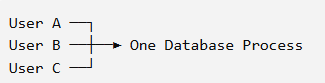 User A
User B One Database Process
User C